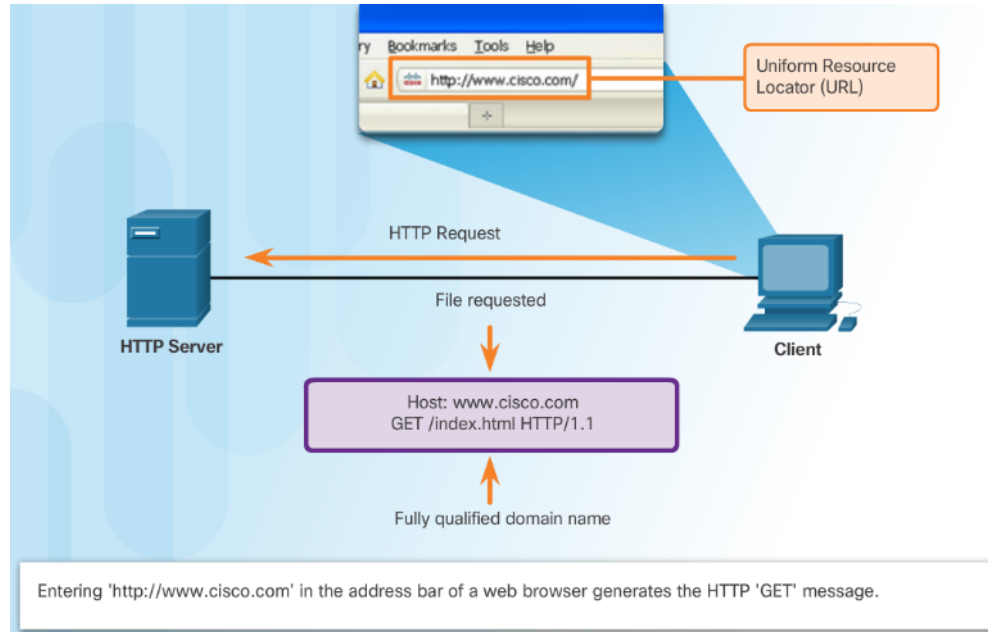 ry Bookmarks Tools Help
http://www.cisco.com/
Uniform Resource
Locator (URL)
HTTP Request
File requested
HTTP Server
Client
Host: www.cisco.com
GET /index.html HTTP/1.1
Fully qualified domain name
Entering 'http://www.cisco.com' in the address bar of a web browser generates the HTTP 'GET' message.